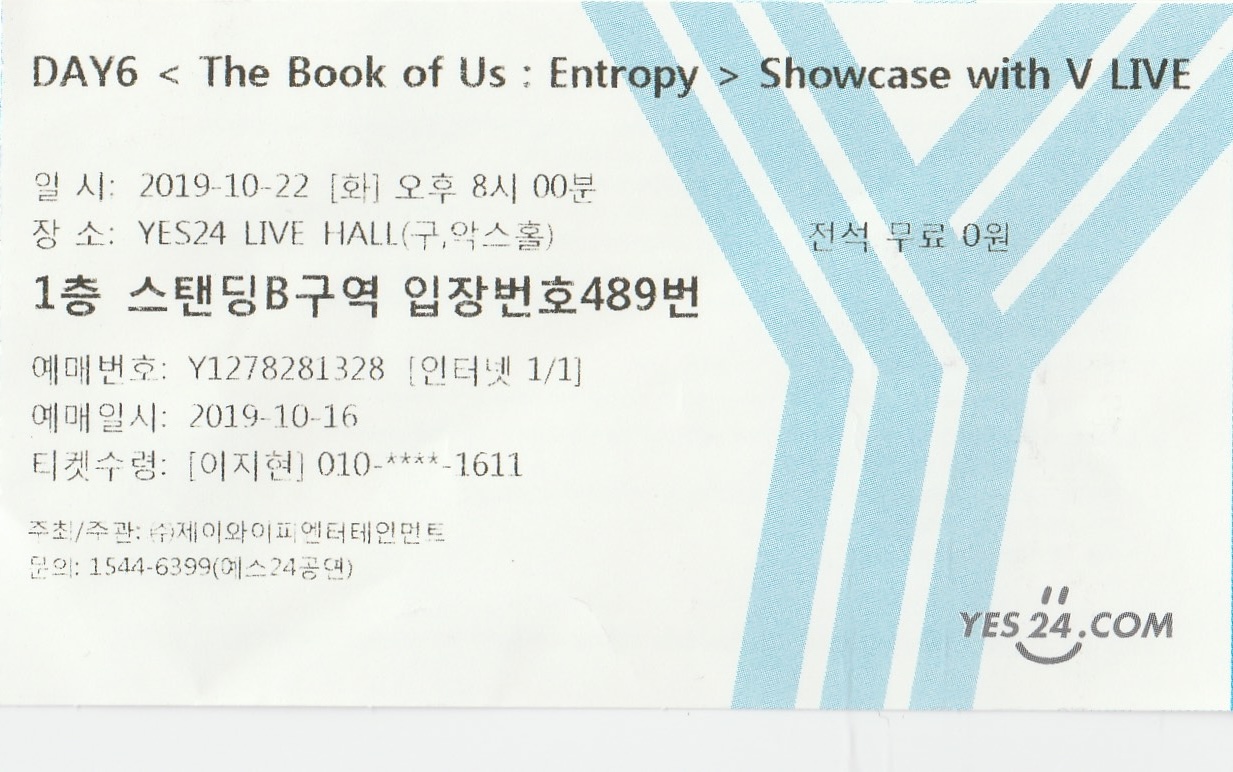 DAY6 < The Book of Us : Entropy > Showcase with V LIVE
일 시: 2019-10-22 [화] 오후 8시 00분
장 소: YES24 LIVE HALL(구,악스홀)
전석 무료 0원
1층 스탠딩B구역 입장번호489번
예매번호: Y1278281328 [인터넷 1/1]
예매일시: 2019-10-16
티켓수령: [이지현] 010-****-1611
주최/주관: ㈜제이와이피엔터테인먼트
문의: 1544-6399(예스24공연)
YES24.COM